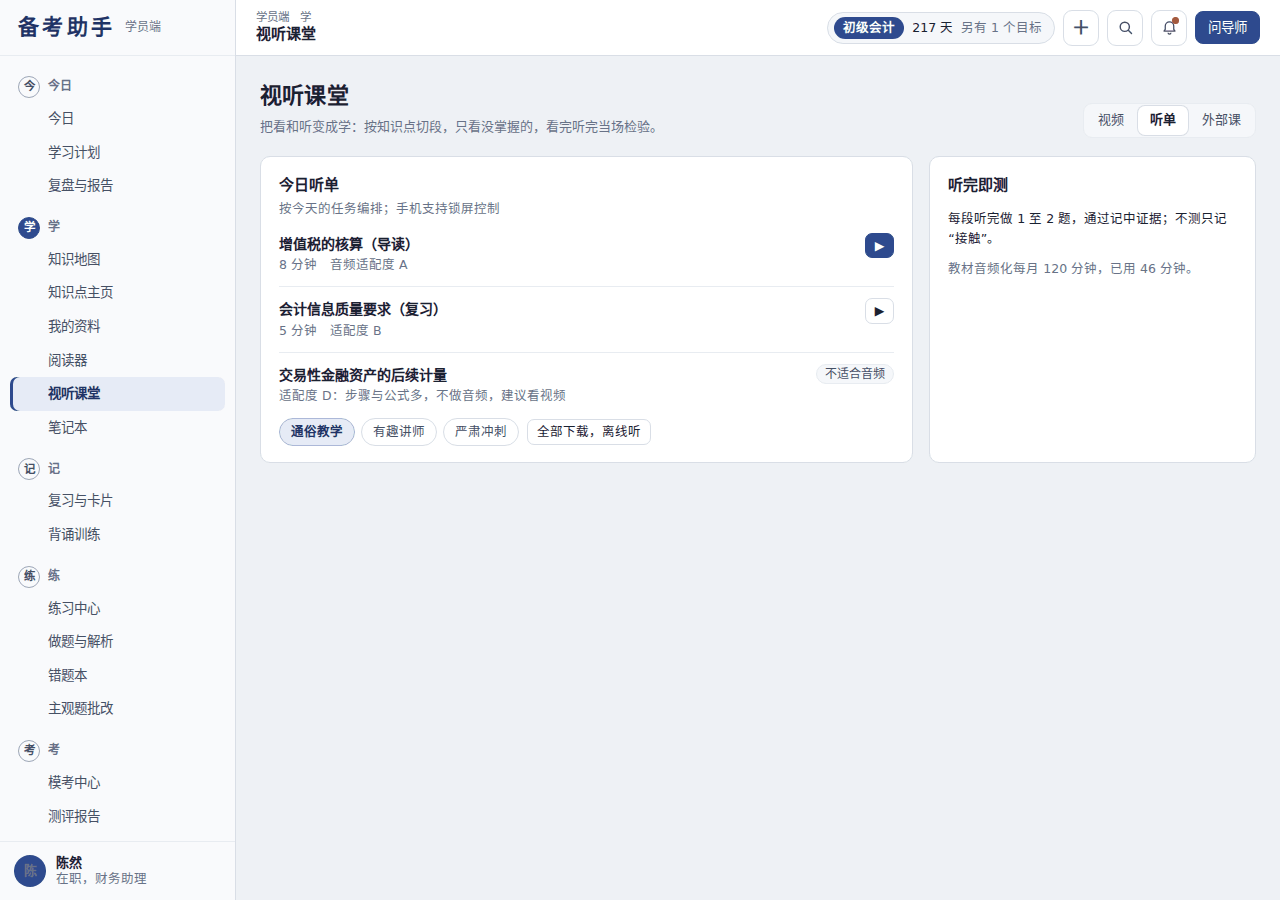 备考助手 学员端
今 今日
今日
学习计划
复盘与报告
学 学
知识地图
知识点主页
我的资料
阅读器
视听课堂
笔记本
记 记
复习与卡片
背诵训练
练 练
练习中心
做题与解析
错题本
主观题批改
考 考
模考中心
测评报告
陈 陈然
在职，财务助理
学员端 学
视听课堂
初级会计 217 天 另有 1 个目标
问导师
视听课堂
把看和听变成学：按知识点切段，只看没掌握的，看完听完当场检验。
视频 听单 外部课
今日听单
按今天的任务编排；手机支持锁屏控制
增值税的核算（导读）
8 分钟 音频适配度 A
会计信息质量要求（复习）
5 分钟 适配度 B
交易性金融资产的后续计量
不适合音频
适配度 D：步骤与公式多，不做音频，建议看视频
通俗教学 有趣讲师 严肃冲刺 全部下载，离线听
听完即测
每段听完做 1 至 2 题，通过记中证据；不测只记
“接触”。
教材音频化每月 120 分钟，已用 46 分钟。